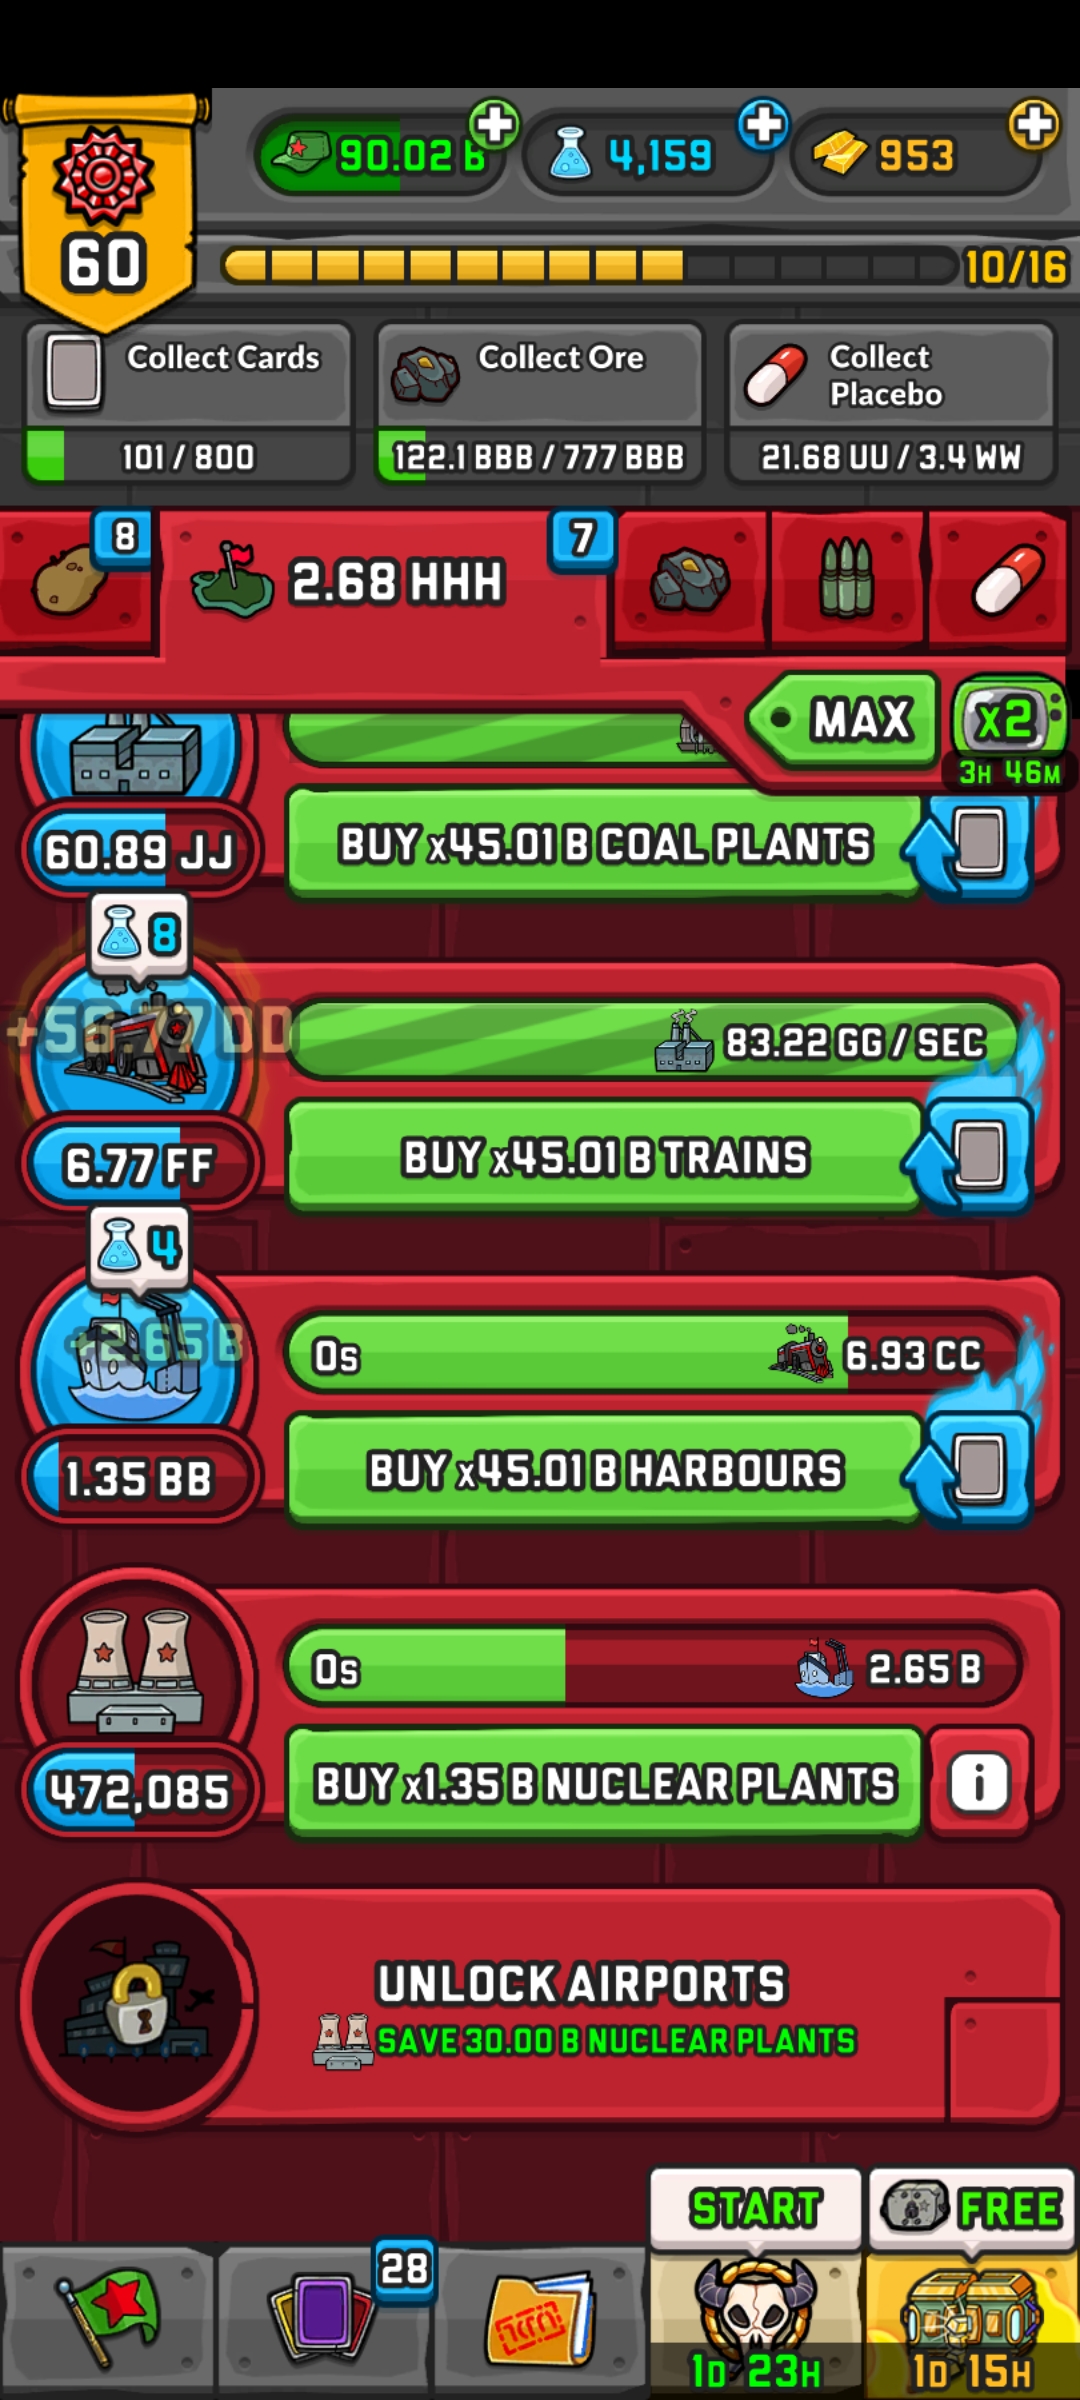 60
90.02 B
4,159
953
10/16
Collect Cards
101 / 800
Collect Ore
122.1 BBB / 777 BBB
Collect
Placebo
21.68 UU / 3.4 WW
8
2.68 HHH
7
MAX
x2
3H 46M
60.89 JJ
BUY x45.01 B COAL PLANTS
8
83.22 GG / SEC
6.77 FF
BUY x45.01 B TRAINS
4
+2.65 B
0s
6.93 CC
1.35 BB
BUY x45.01 B HARBOURS
0s
2.65 B
472,085
BUY x1.35 B NUCLEAR PLANTS
i
UNLOCK AIRPORTS
SAVE 30.00 B NUCLEAR PLANTS
START
FREE
28
1D 23H
1D 15H